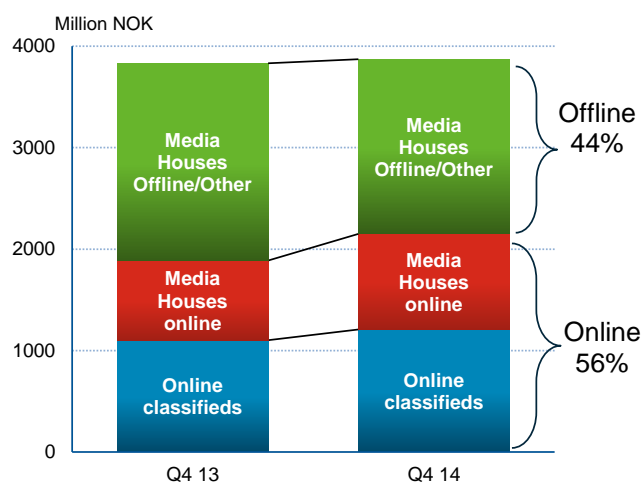 Million NOK
4000
3000
2000
1000
0
Media
Houses
Offline/Other
Media
Houses
online
Online
classifieds
Media
Houses
Offline/Other
Media
Houses
online
Online
classifieds
Offline
44%
Online
56%
Q4 13
Q4 14